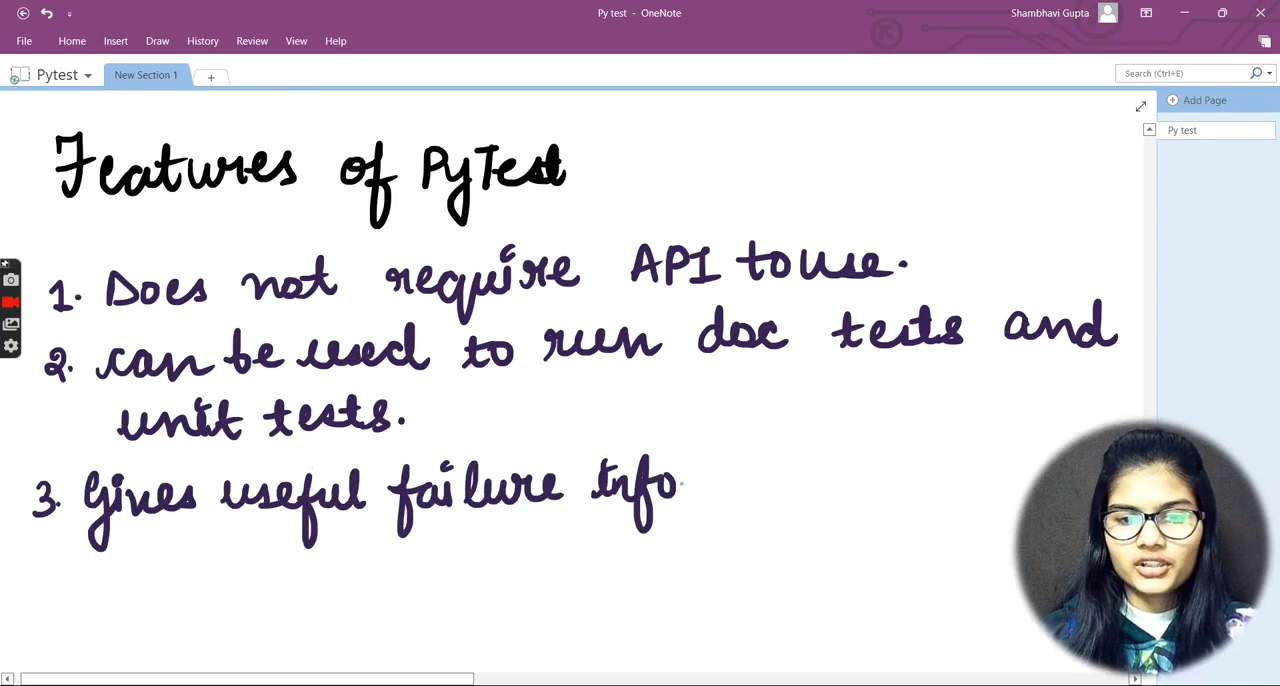 Py test - OneNote
Shambhavi Gupta
File Home Insert Draw History Review View Help
Pytest
New Section 1
+
Search (Ctrl+E)
Add Page
Py test
Features of PyTest
1. Does not require API to use.
2. can be used to run doc tests and
unit tests.
3. Gives useful failure info